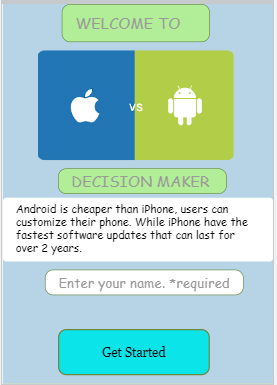 WELCOME TO
VS
DECISION MAKER
Android is cheaper than iPhone, users can
customize their phone. While iPhone have the
fastest software updates that can last for
over 2 years.
Enter your name. *required
Get Started